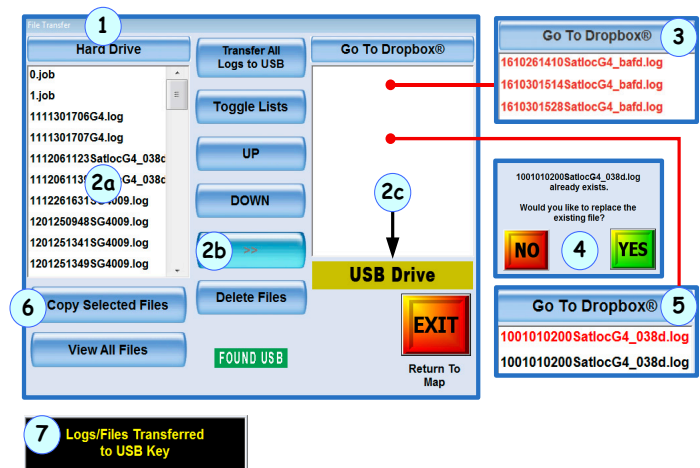 File Transfer
1
Hard Drive
Transfer All
Logs to USB
Go To Dropbox®
0.job
1.job
1111301706G4.log
1111301707G4.log
1112061123SatlocG4_038d
2a
1201250948SG4009.log
1201251341SG4009.log
1201251349SG4009.log
Toggle Lists
UP
DOWN
2b
>>
2c
USB Drive
6
Copy Selected Files
Delete Files
View All Files
FOUND USB
EXIT
Return To
Map
3
Go To Dropbox®
1610261410SatlocG4_bafd.log
1610301514SatlocG4_bafd.log
1610301528SatlocG4_bafd.log
1001010200SatlocG4_038d.log
already exists.
Would you like to replace the
existing file?
NO
4
YES
Go To Dropbox®
5
1001010200SatlocG4_038d.log
1001010200SatlocG4_038d.log
7
Logs/Files Transferred
to USB Key